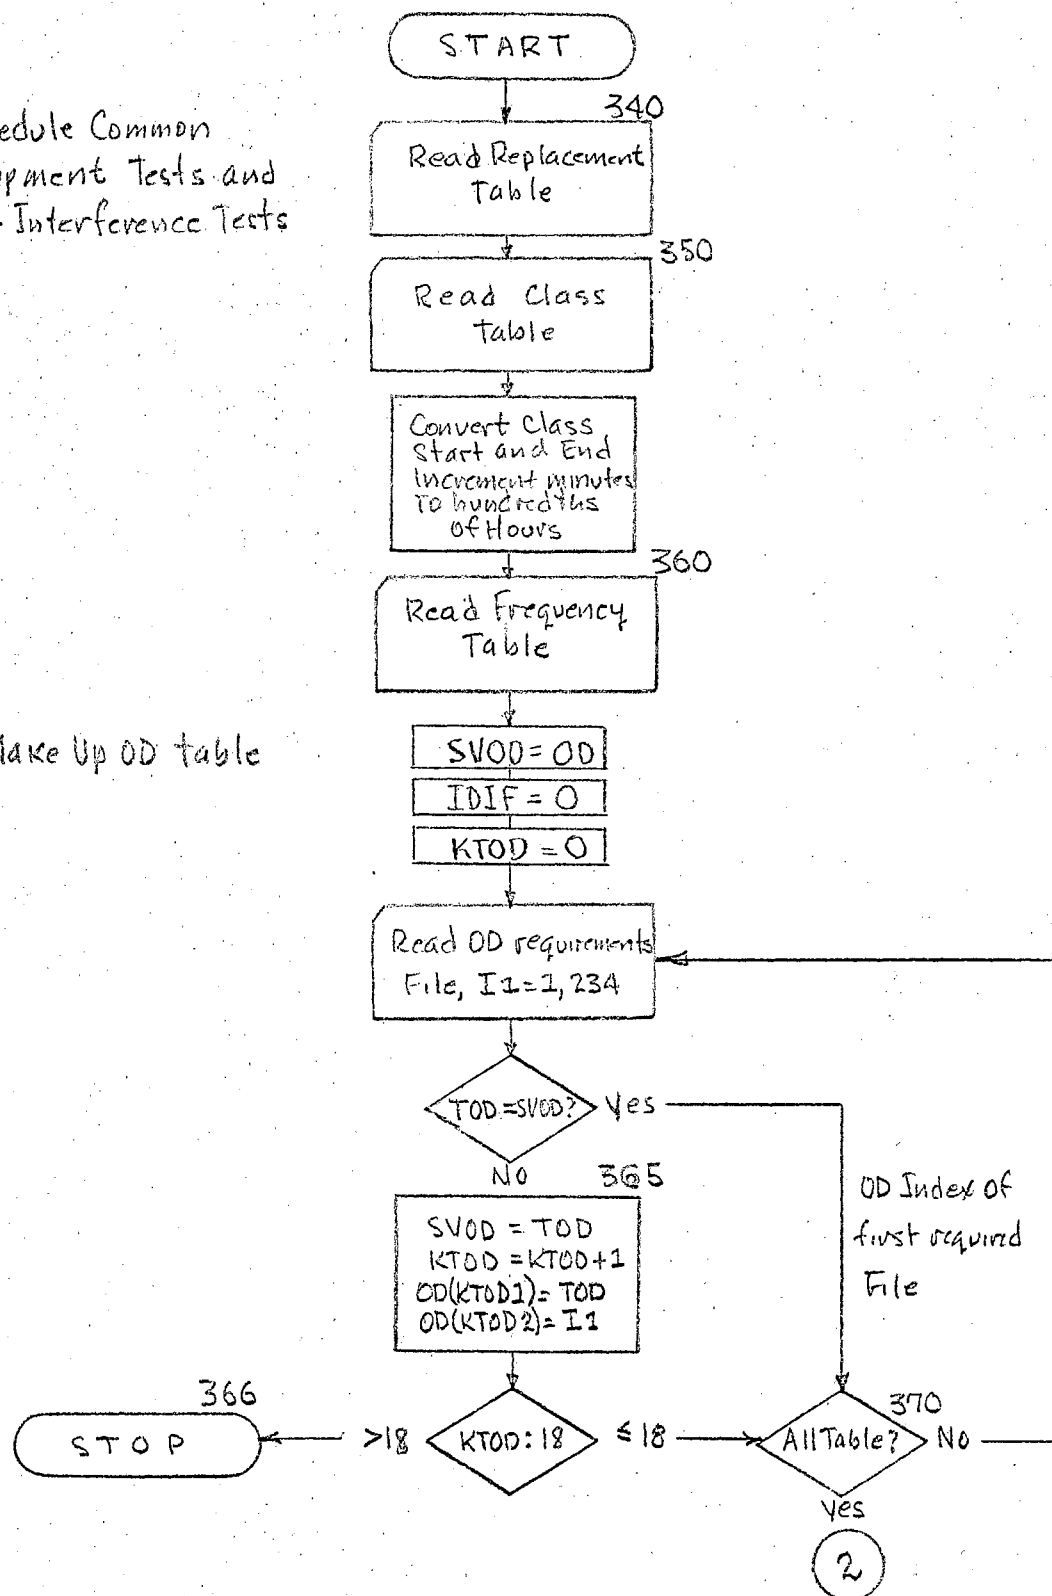 START
edule Common
pment Tests and
Interference Tests
340
Read Replacement
Table
350
Read Class
Table
Convert Class
Start and End
Increment minutes
To hundredths
of Hours
360
Read Frequency
Table
Make Up OD table
SVOD = OD
IDIF = 0
KTOD = 0
Read OD requirements
File, I1=1,234
TOD=SVOD? Yes
No
365
SVOD = TOD
KTOD = KTOD+1
OD(KTOD1)= TOD
OD(KTOD2)= I1
OD Index of
first required
File
366
STOP
>18
KTOD:18
≤18
370
All Table? No
Yes
2